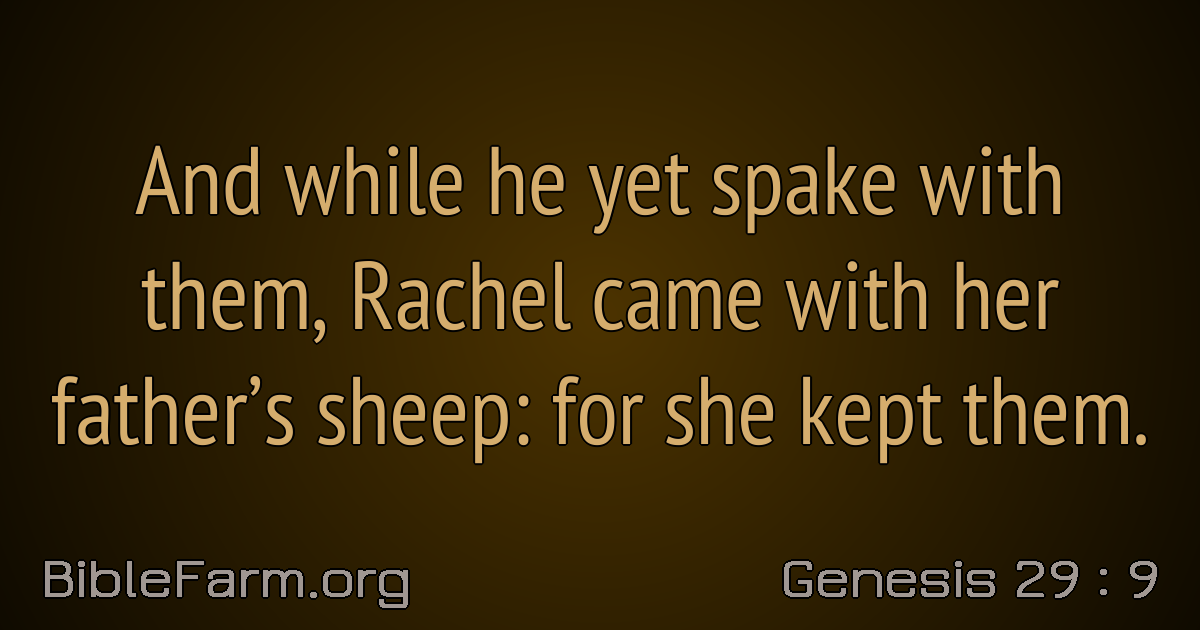 And while he yet spake with
them, Rachel came with her
father’s sheep: for she kept them.
BibleFarm.org
Genesis 29 : 9